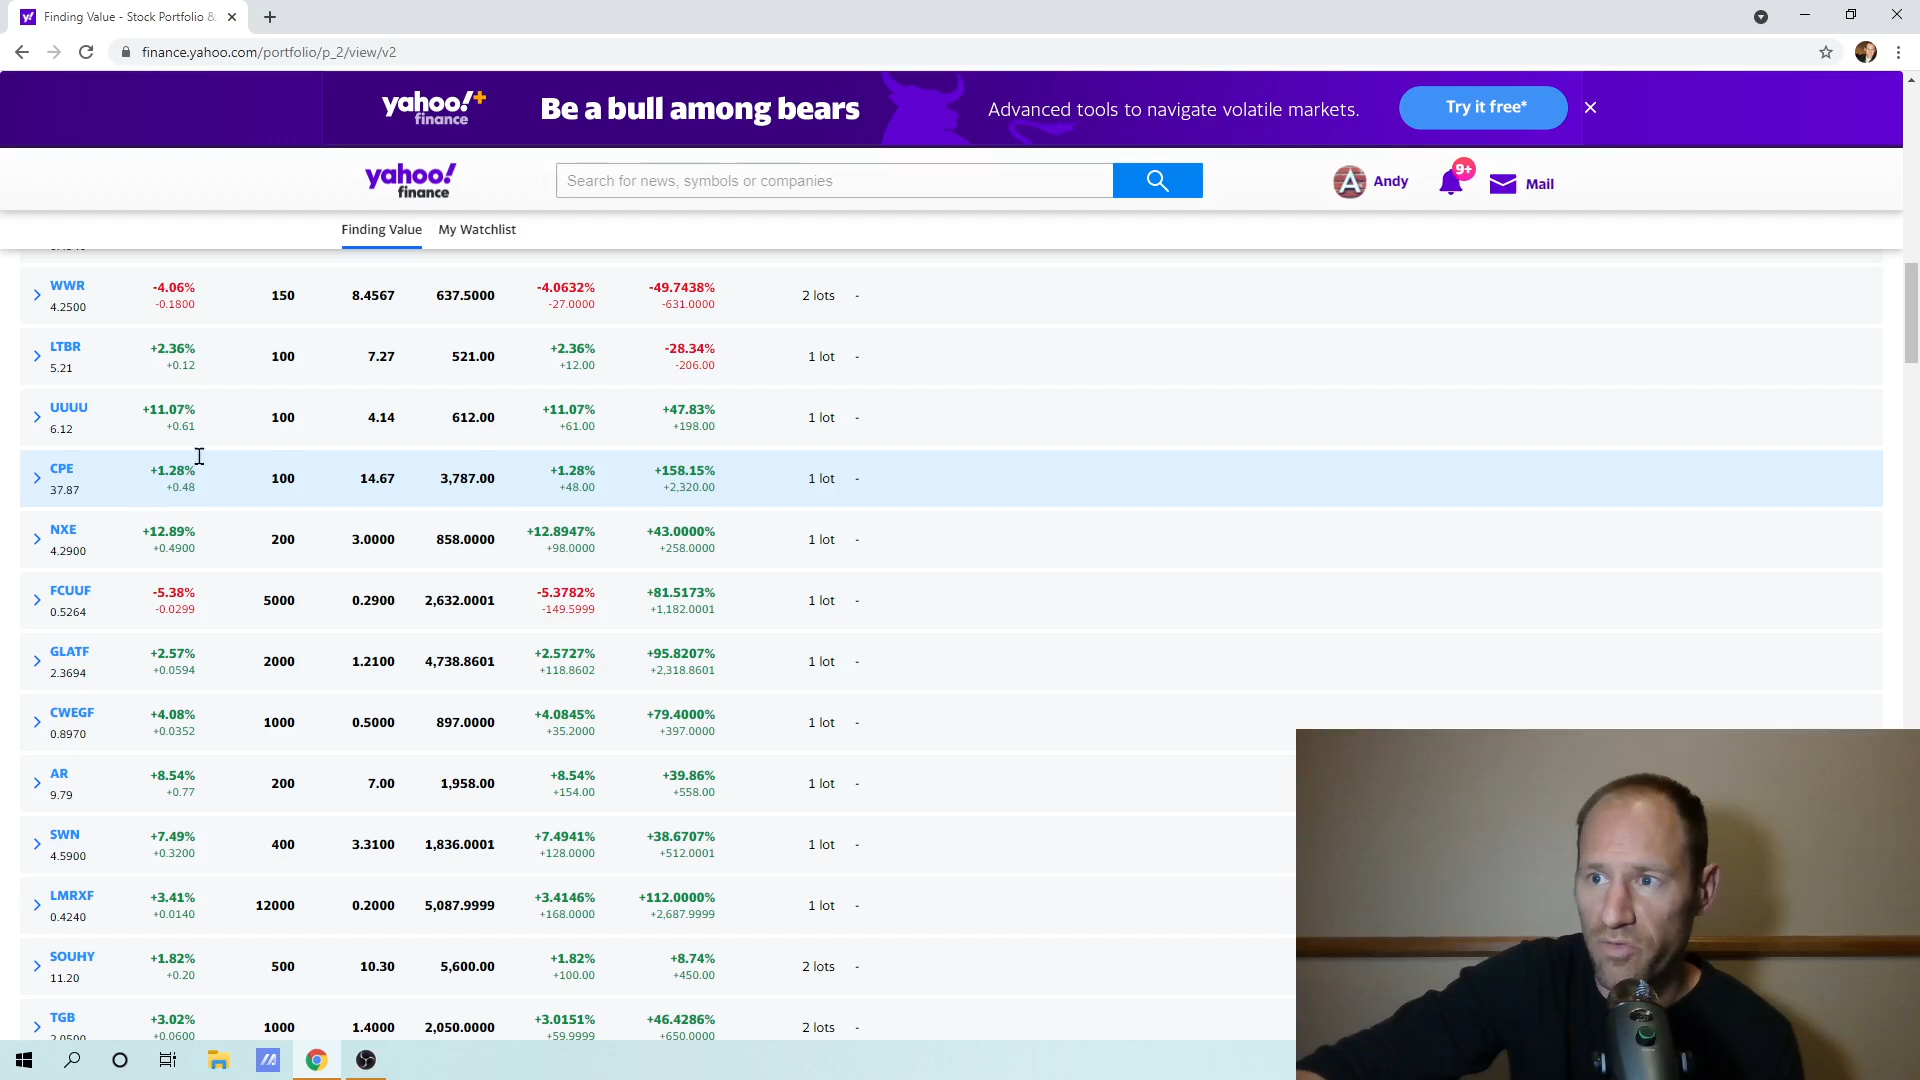 Finding Value - Stock Portfolio &
finance.yahoo.com/portfolio/p_2/view/v2
yahoo!+ finance
Be a bull among bears
Advanced tools to navigate volatile markets.
Try it free*
yahoo! finance
Search for news, symbols or companies
Andy
9+
Mail
Finding Value My Watchlist
WWR -4.06% 150 8.4567 637.5000 -4.0632% -49.7438% 2 lots -
4.2500 -0.1800 -27.0000 -631.0000
LTBR +2.36% 100 7.27 521.00 +2.36% -28.34% 1 lot -
5.21 +0.12 +12.00 -206.00
UUUU +11.07% 100 4.14 612.00 +11.07% +47.83% 1 lot -
6.12 +0.61 +61.00 +198.00
CPE +1.28% 100 14.67 3,787.00 +1.28% +158.15% 1 lot -
37.87 +0.48 +48.00 +2,320.00
NXE +12.89% 200 3.0000 858.0000 +12.8947% +43.0000% 1 lot -
4.2900 +0.4900 +98.0000 +258.0000
FCUUF -5.38% 5000 0.2900 2,632.0001 -5.3782% +81.5173% 1 lot -
0.5264 -0.0299 -149.5999 +1,182.0001
GLATF +2.57% 2000 1.2100 4,738.8601 +2.5727% +95.8207% 1 lot -
2.3694 +0.0594 +118.8602 +2,318.8601
CWEGF +4.08% 1000 0.5000 897.0000 +4.0845% +79.4000% 1 lot -
0.8970 +0.0352 +35.2000 +397.0000
AR +8.54% 200 7.00 1,958.00 +8.54% +39.86% 1 lot -
9.79 +0.77 +154.00 +558.00
SWN +7.49% 400 3.3100 1,836.0001 +7.4941% +38.6707% 1 lot -
4.5900 +0.3200 +128.0000 +512.0001
LMRXF +3.41% 12000 0.2000 5,087.9999 +3.4146% +112.0000% 1 lot -
0.4240 +0.0140 +168.0000 +2,687.9999
SOUHY +1.82% 500 10.30 5,600.00 +1.82% +8.74% 2 lots -
11.20 +0.20 +100.00 +450.00
TGB +3.02% 1000 1.4000 2,050.0000 +3.0151% +46.4286% 2 lots -
2.0500 +0.0600 +59.9999 +650.0000